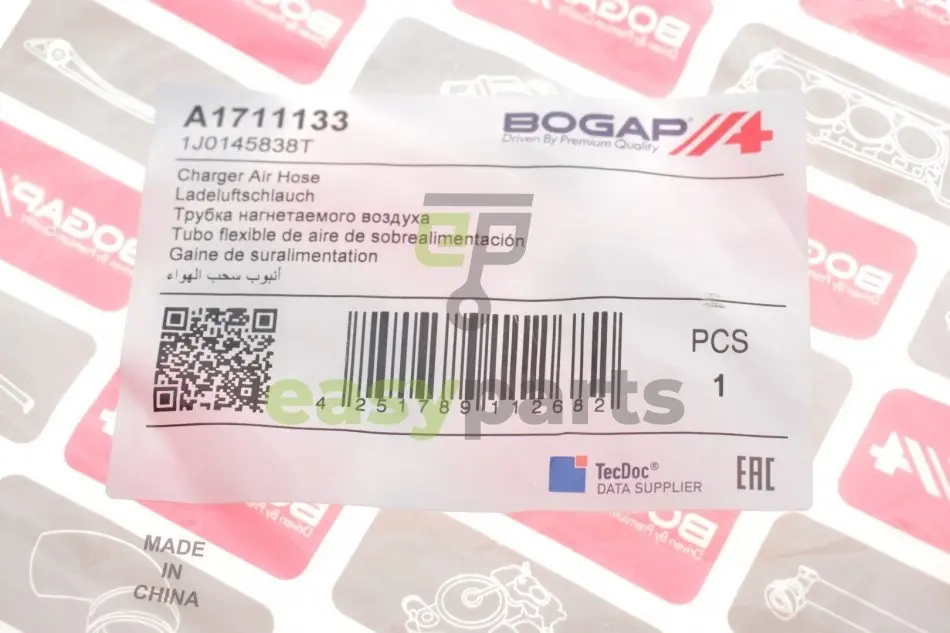 A1711133
1J0145838T
BOGAP
Driven By Premium Quality
Charger Air Hose
Ladeluftschlauch
Трубка нагнетаемого воздуха
Tubo flexible de aire de sobrealimentación
Gaine de suralimentation
أنبوب سحب الهواء
PCS
1
4 251789 112682
easyparts
TecDoc®
DATA SUPPLIER
EAC
MADE
IN
CHINA